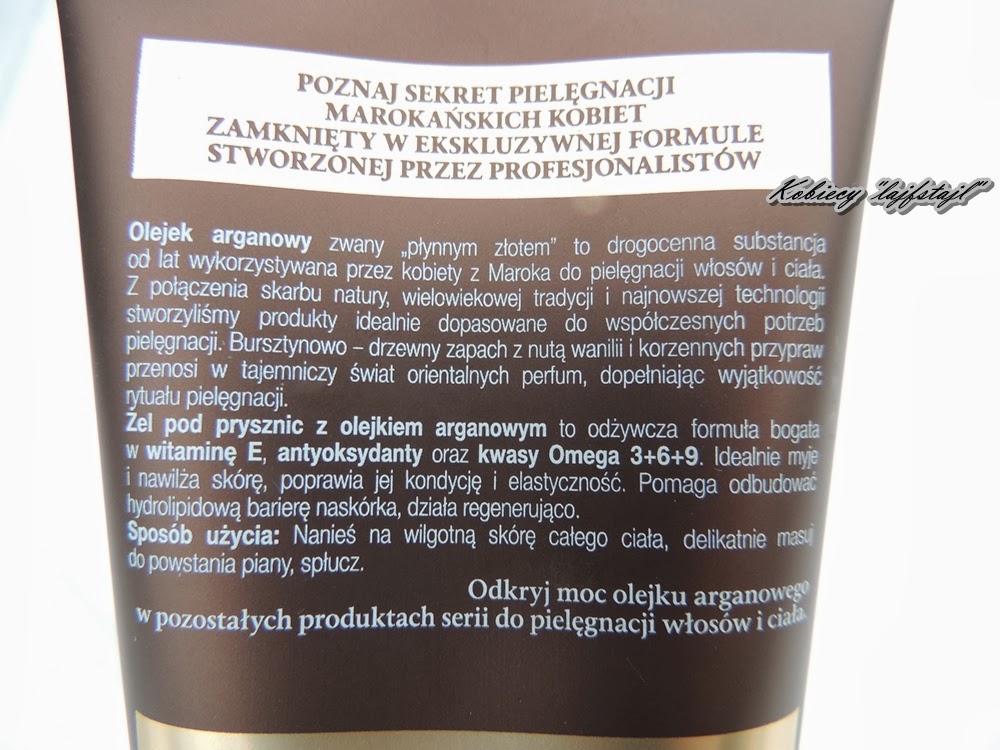 POZNAJ SEKRET PIELĘGNACJI
MAROKAŃSKICH KOBIET
ZAMKNIĘTY W EKSKLUZYWNEJ FORMULE
STWORZONEJ PRZEZ PROFESJONALISTÓW
Kobiecy "lajfstajl"
Olejek arganowy zwany „płynnym złotem” to drogocenna substancja
od lat wykorzystywana przez kobiety z Maroka do pielęgnacji włosów i ciała.
Z połączenia skarbu natury, wielowiekowej tradycji i najnowszej technologii
stworzyliśmy produkty idealnie dopasowane do współczesnych potrzeb
pielęgnacji. Bursztynowo – drzewny zapach z nutą wanilii i korzennych przypraw
przenosi w tajemniczy świat orientalnych perfum, dopełniając wyjątkowość
rytuału pielęgnacji.
Żel pod prysznic z olejkiem arganowym to odżywcza formuła bogata
w witaminę E, antyoksydanty oraz kwasy Omega 3+6+9. Idealnie myje
i nawilża skórę, poprawia jej kondycję i elastyczność. Pomaga odbudować
hydrolipidową barierę naskórka, działa regenerująco.
Sposób użycia: Nanieś na wilgotną skórę całego ciała, delikatnie masuj
do powstania piany, spłucz.
Odkryj moc olejku arganowego
w pozostałych produktach serii do pielęgnacji włosów i ciała.